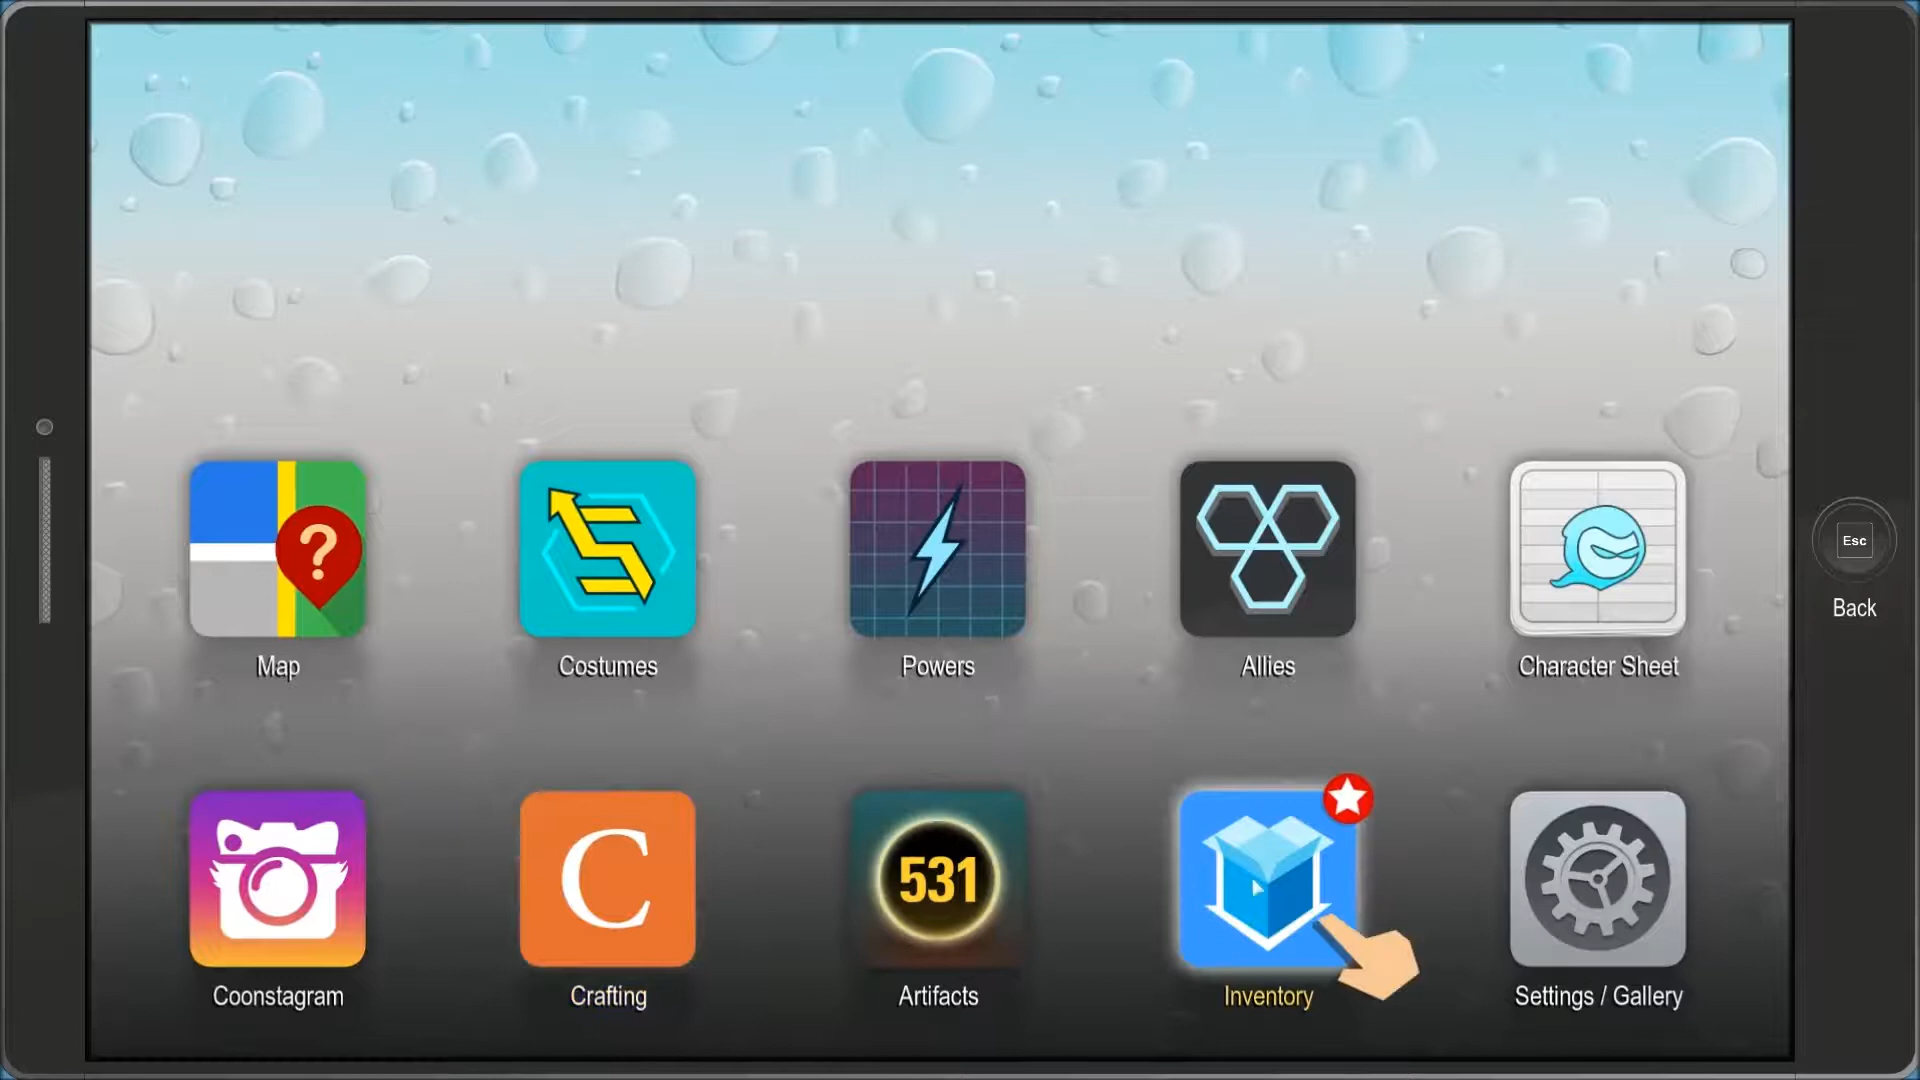 ?
Map
Costumes
Powers
Allies
Character Sheet
Esc
Back
C
531
Coonstagram
Crafting
Artifacts
Inventory
Settings / Gallery